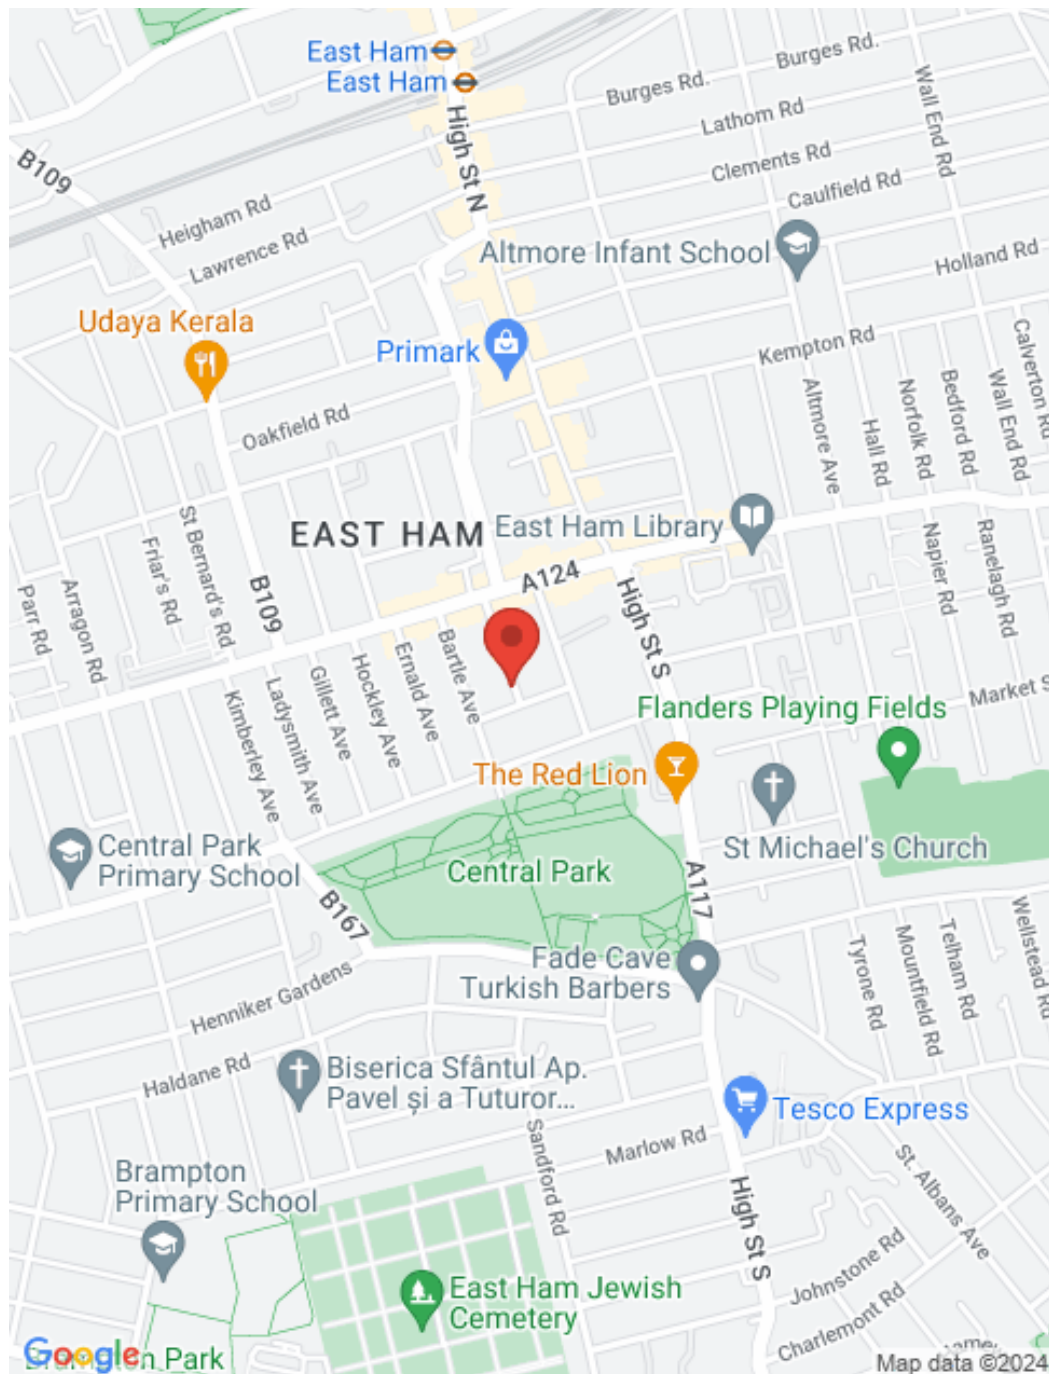 East Ham
East Ham
Burges Rd.
Burges Rd.
Lathom Rd
Wall End Rd
High St N
Clements Rd
B109
Caulfield Rd
Heigham Rd
Lawrence Rd
Altmore Infant School
Holland Rd
Udaya Kerala
Primark
Kempton Rd
Calverton Rd
Oakfield Rd
Altmore Ave
Hall Rd
Norfolk Rd
Bedford Rd
Wall End Rd
St Bernard's Rd
Friar's Rd
EAST HAM
East Ham Library
A124
Parr Rd
Arragon Rd
B109
Napier Rd
Ranelagh Rd
High St S
Kimberley Ave
Ladysmith Ave
Gillett Ave
Hockley Ave
Ernald Ave
Bartle Ave
Market S
Flanders Playing Fields
The Red Lion
Central Park
Primary School
St Michael's Church
Central Park
A117
B167
Fade Cave
Turkish Barbers
Tyrone Rd
Mountfield Rd
Telham Rd
Wellstead Rd
Henniker Gardens
Haldane Rd
Biserica Sfântul Ap.
Pavel și a Tuturor...
Tesco Express
Sandford Rd
Marlow Rd
St. Albans Ave
Brampton
Primary School
High St S
Johnstone Rd
East Ham Jewish
Cemetery
Charlemont Rd
Google
Park
Map data ©2024